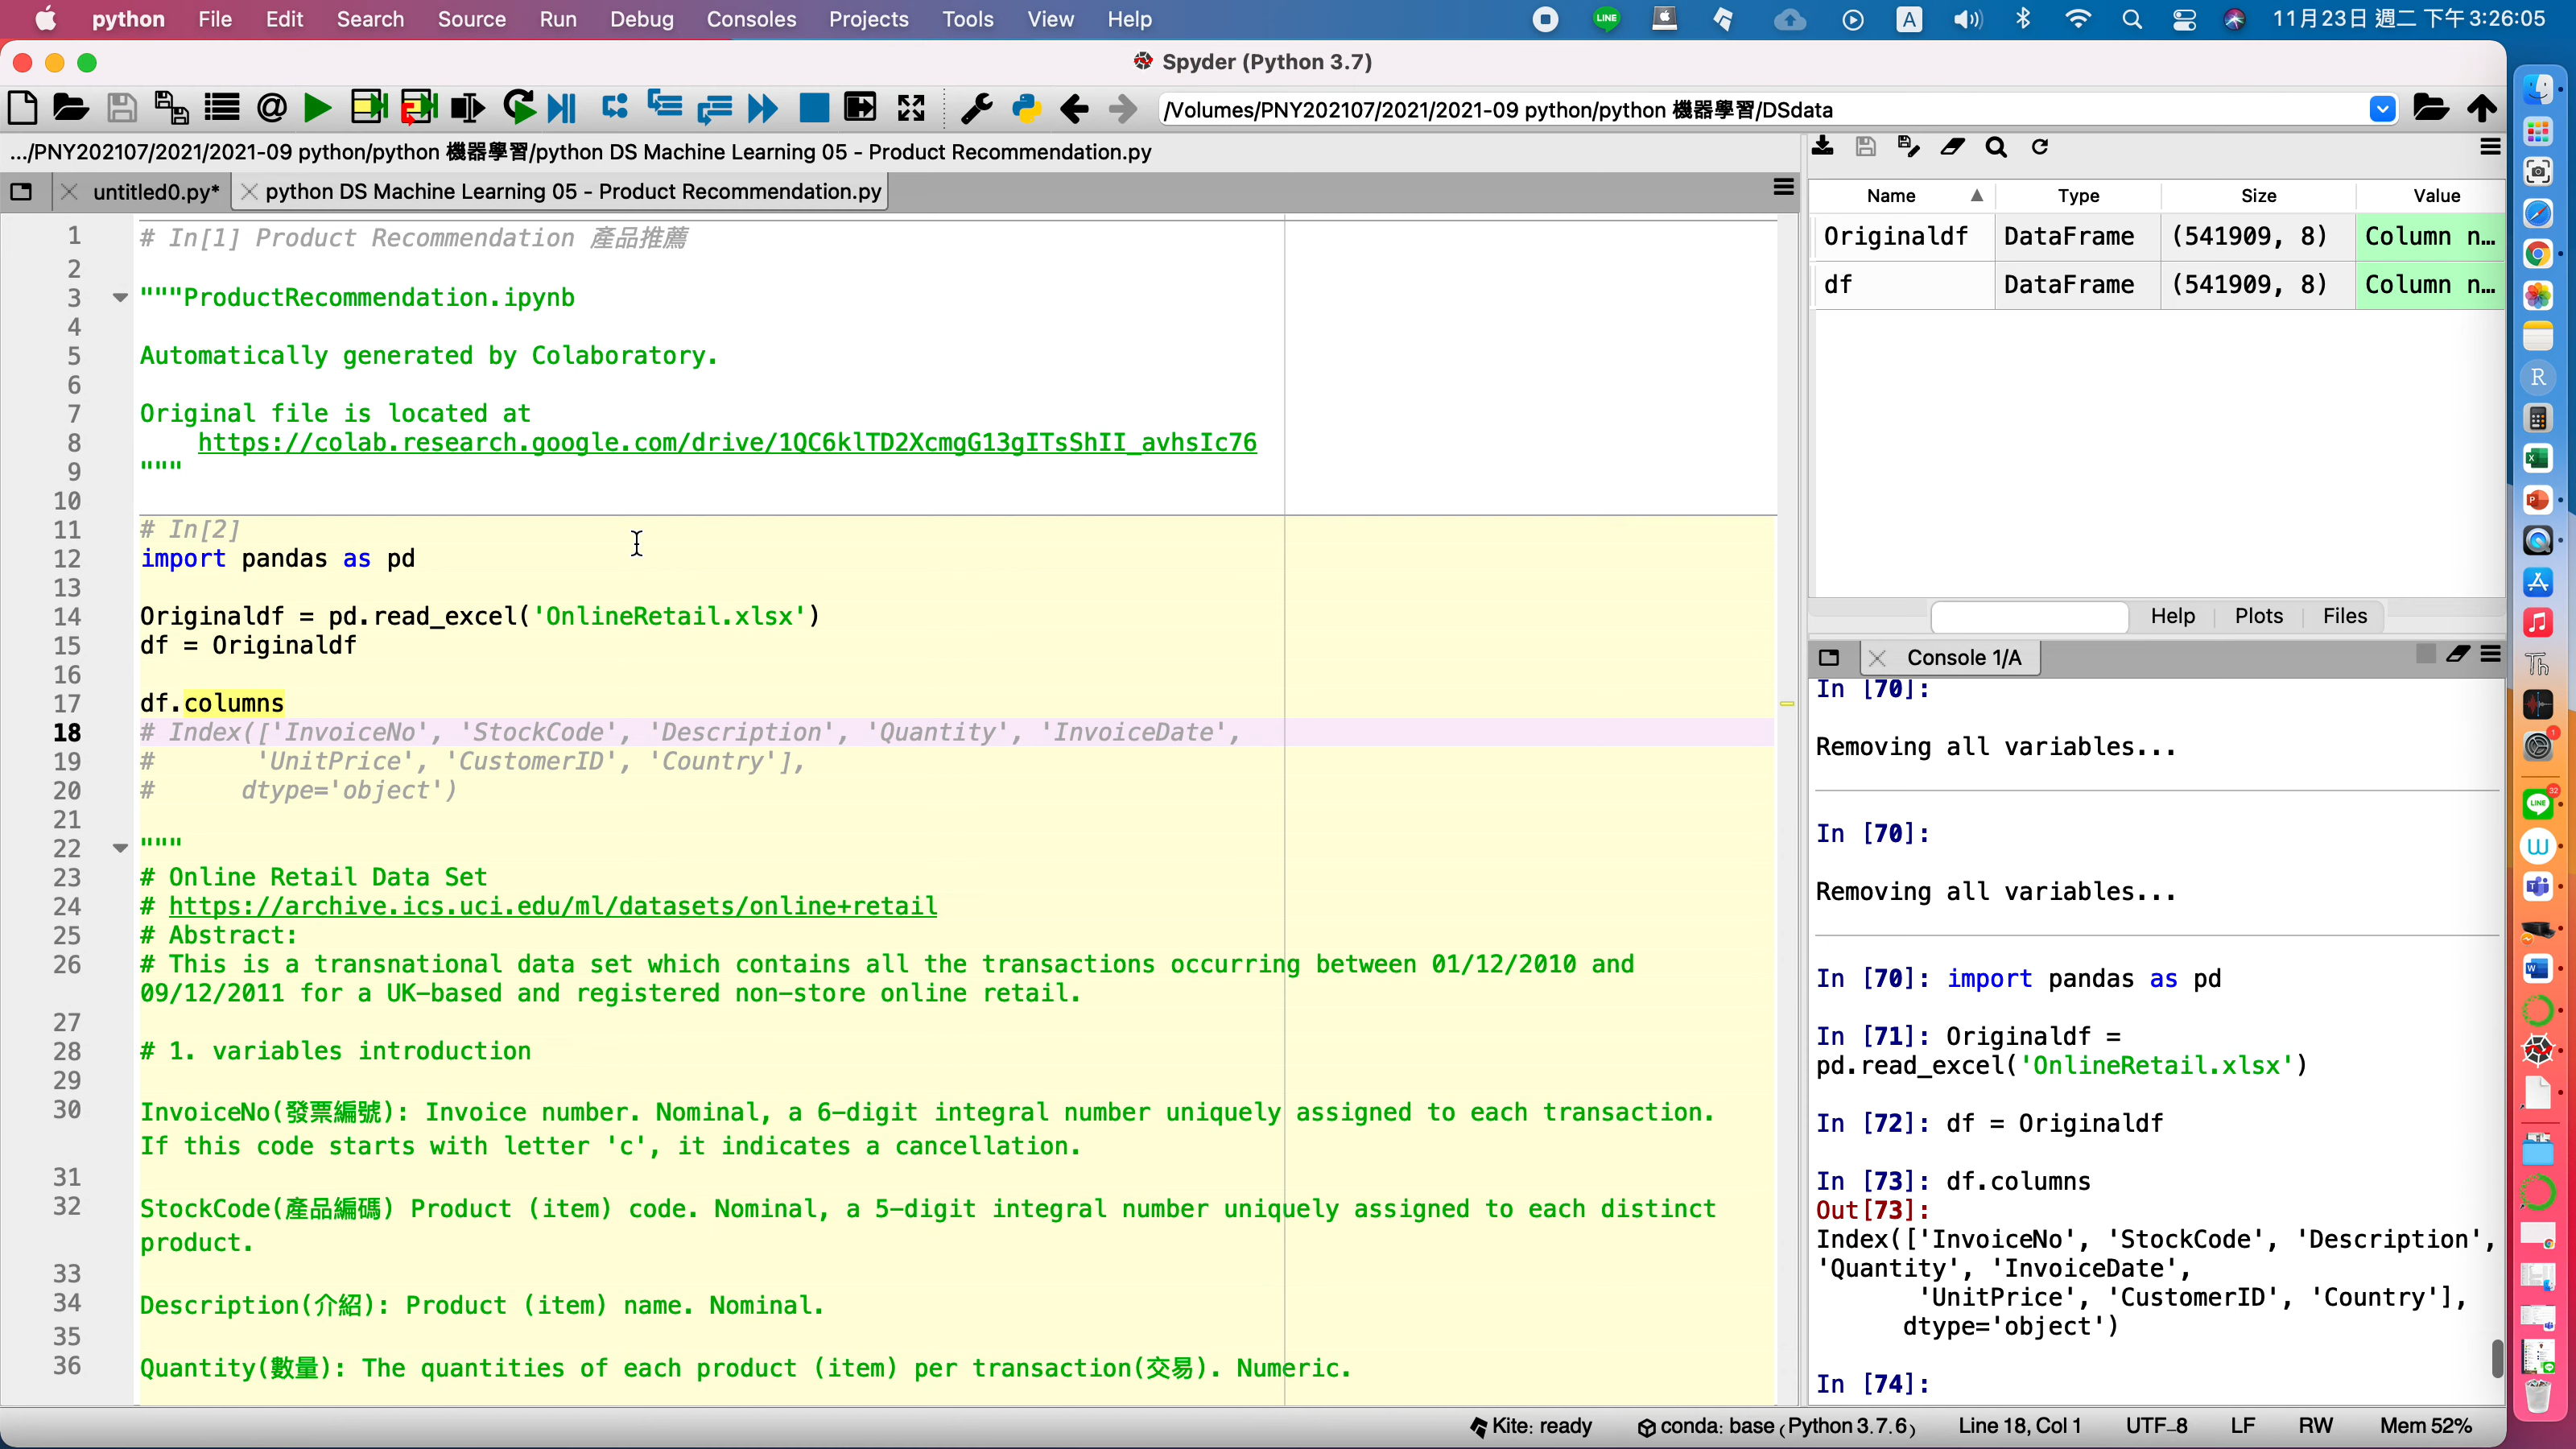 python File Edit Search Source Run Debug Consoles Projects Tools View Help LINE A 11月23日 週二 下午3:26:05
Spyder (Python 3.7)
/Volumes/PNY202107/2021/2021-09 python/python 機器學習/DSdata
.../PNY202107/2021/2021-09 python/python 機器學習/python DS Machine Learning 05 - Product Recommendation.py
untitled0.py* python DS Machine Learning 05 - Product Recommendation.py
1 # In[1] Product Recommendation 產品推薦
2
3 """ProductRecommendation.ipynb
4
5 Automatically generated by Colaboratory.
6
7 Original file is located at
8 https://colab.research.google.com/drive/1QC6klTD2XcmgG13gITsShII_avhsIc76
9 """
10
11 # In[2]
12 import pandas as pd
13
14 Originaldf = pd.read_excel('OnlineRetail.xlsx')
15 df = Originaldf
16
17 df.columns
18 # Index(['InvoiceNo', 'StockCode', 'Description', 'Quantity', 'InvoiceDate',
19 # 'UnitPrice', 'CustomerID', 'Country'],
20 # dtype='object')
21
22 """
23 # Online Retail Data Set
24 # https://archive.ics.uci.edu/ml/datasets/online+retail
25 # Abstract:
26 # This is a transnational data set which contains all the transactions occurring between 01/12/2010 and
09/12/2011 for a UK-based and registered non-store online retail.
27
28 # 1. variables introduction
29
30 InvoiceNo(發票編號): Invoice number. Nominal, a 6-digit integral number uniquely assigned to each transaction.
If this code starts with letter 'c', it indicates a cancellation.
31
32 StockCode(產品編碼) Product (item) code. Nominal, a 5-digit integral number uniquely assigned to each distinct
product.
33
34 Description(介紹): Product (item) name. Nominal.
35
36 Quantity(數量): The quantities of each product (item) per transaction(交易). Numeric.
Name Type Size Value
Originaldf DataFrame (541909, 8) Column n…
df DataFrame (541909, 8) Column n…
Help Plots Files
Console 1/A
In [70]:
Removing all variables...
In [70]:
Removing all variables...
In [70]: import pandas as pd
In [71]: Originaldf =
pd.read_excel('OnlineRetail.xlsx')
In [72]: df = Originaldf
In [73]: df.columns
Out[73]:
Index(['InvoiceNo', 'StockCode', 'Description',
'Quantity', 'InvoiceDate',
'UnitPrice', 'CustomerID', 'Country'],
dtype='object')
In [74]:
Kite: ready conda: base (Python 3.7.6) Line 18, Col 1 UTF-8 LF RW Mem 52%